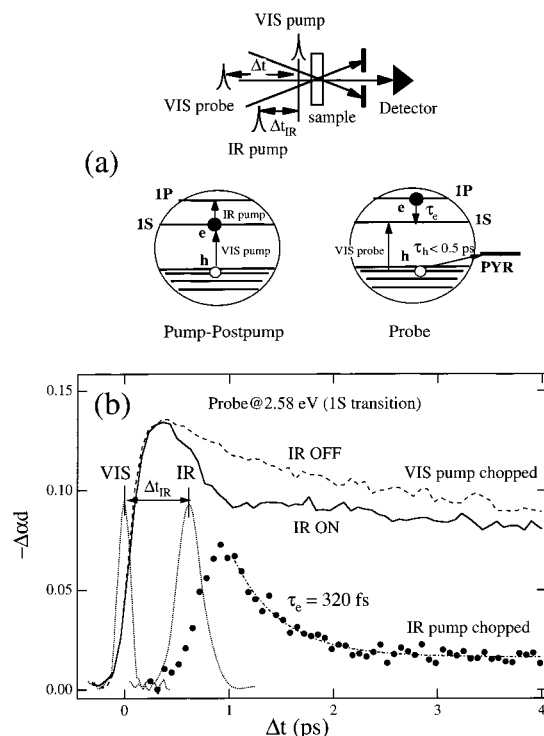 VIS pump
Δt
VIS probe
sample
Detector
Δt_IR
IR pump
(a)
1P
IR pump
1S
e
VIS pump
h
Pump-Postpump
1P
e
τ_e
1S
VIS probe
h
τ_h < 0.5 ps
PYR
Probe
(b)
Probe@2.58 eV (1S transition)
-0.15
IR OFF
VIS
IR
VIS pump chopped
Δt_IR
0.10
IR ON
−Δαd
0.05
τ_e = 320 fs
IR pump chopped
0.00
0 1 2 3 4
Δt (ps)